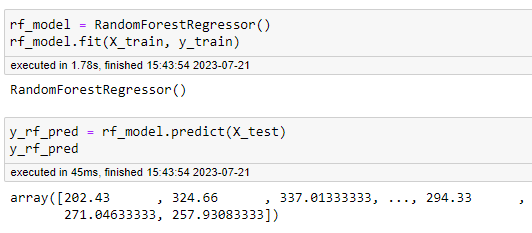 rf_model = RandomForestRegressor()
rf_model.fit(X_train, y_train)
executed in 1.78s, finished 15:43:54 2023-07-21
RandomForestRegressor()
y_rf_pred = rf_model.predict(X_test)
y_rf_pred
executed in 45ms, finished 15:43:54 2023-07-21
array([202.43      , 324.66      , 337.01333333, ..., 294.33      ,
       271.04633333, 257.93083333])